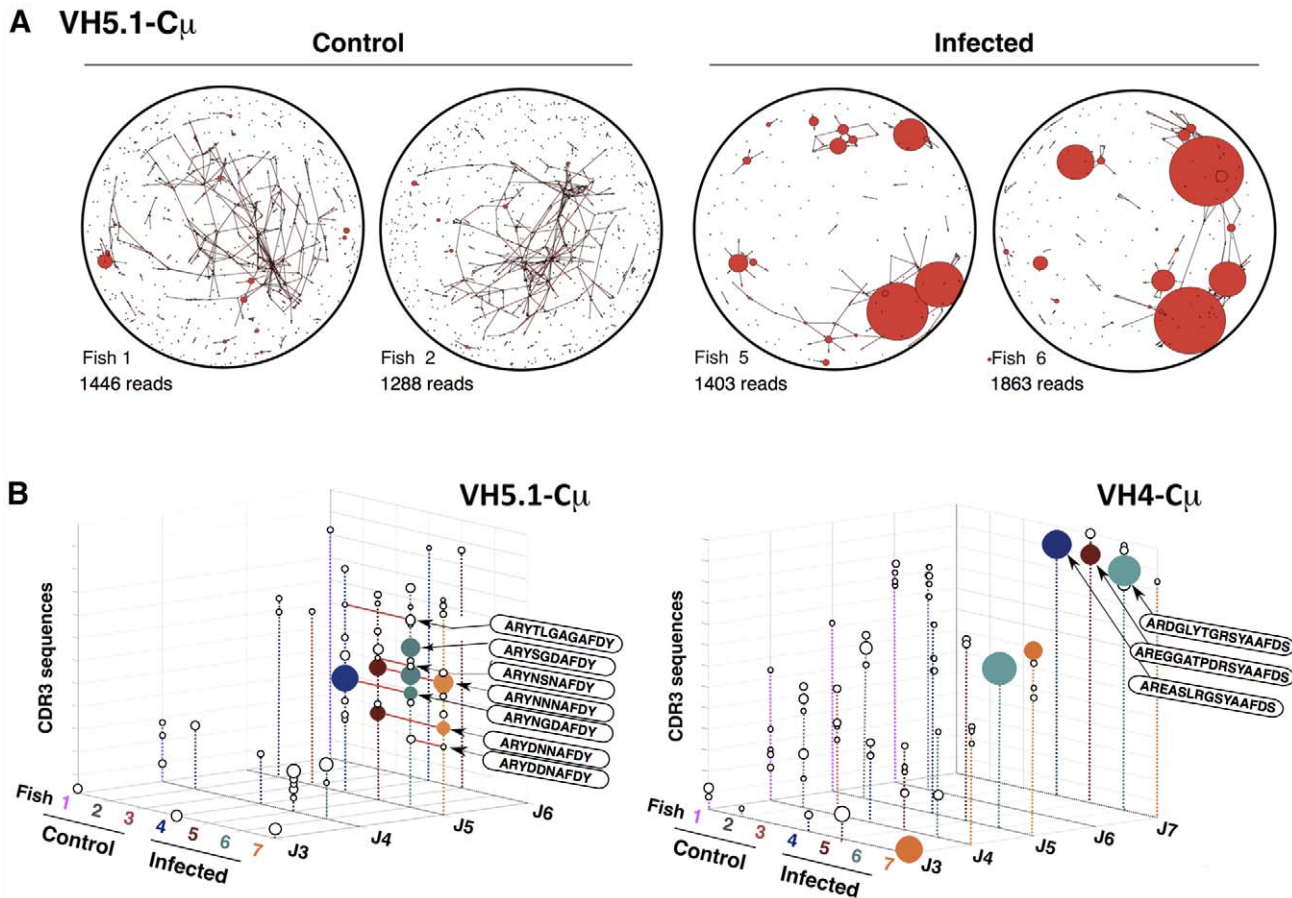 A VH5.1-Cμ
Control
Infected
Fish 1
1446 reads
Fish 2
1288 reads
Fish 5
1403 reads
Fish 6
1863 reads
B
VH5.1-Cμ
CDR3 sequences
ARYTLGAGAFDY
ARYSGDAFDY
ARYNSNAFDY
ARYNNNAFDY
ARYNGDAFDY
ARYDNNAFDY
ARYDDNAFDY
Fish 1 2 3 4 5 6 7
Control
Infected
J3
J4
J5
J6
VH4-Cμ
CDR3 sequences
ARDGLYTGRSYAAFDS
AREGGATPDRSYAAFDS
AREASLRGSYAAFDS
Fish 1 2 3 4 5 6 7
Control
Infected
J3
J4
J5
J6
J7